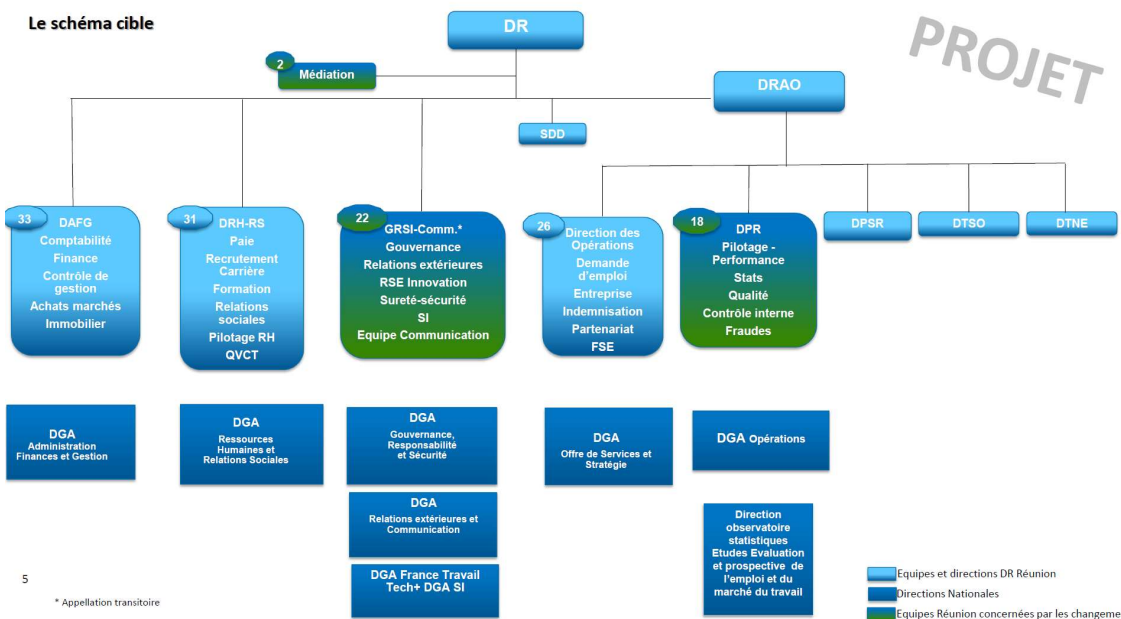 Le schéma cible
DR
PROJET
2
Médiation
DRAO
SDD
33
DAFG
Comptabilité
Finance
Contrôle de
gestion
Achats marchés
Immobilier
31
DRH-RS
Paie
Recrutement
Carrière
Formation
Relations
sociales
Pilotage RH
QVCT
22
GRSI-Comm.*
Gouvernance
Relations extérieures
RSE Innovation
Sureté-sécurité
SI
Equipe Communication
26
Direction des
Opérations
Demande
d'emploi
Entreprise
Indemnisation
Partenariat
FSE
18
DPR
Pilotage -
Performance
Stats
Qualité
Contrôle interne
Fraudes
DPSR
DTSO
DTNE
DGA
Administration
Finances et Gestion
DGA
Ressources
Humaines et
Relations Sociales
DGA
Gouvernance,
Responsabilité
et Sécurité
DGA
Offre de Services et
Stratégie
DGA Opérations
DGA
Relations extérieures et
Communication
DGA France Travail
Tech+ DGA SI
Direction
observatoire
statistiques
Etudes Evaluation
et prospective de
l'emploi et du
marché du travail
5
* Appellation transitoire
Equipes et directions DR Réunion
Directions Nationales
Equipes Réunion concernées par les changeme